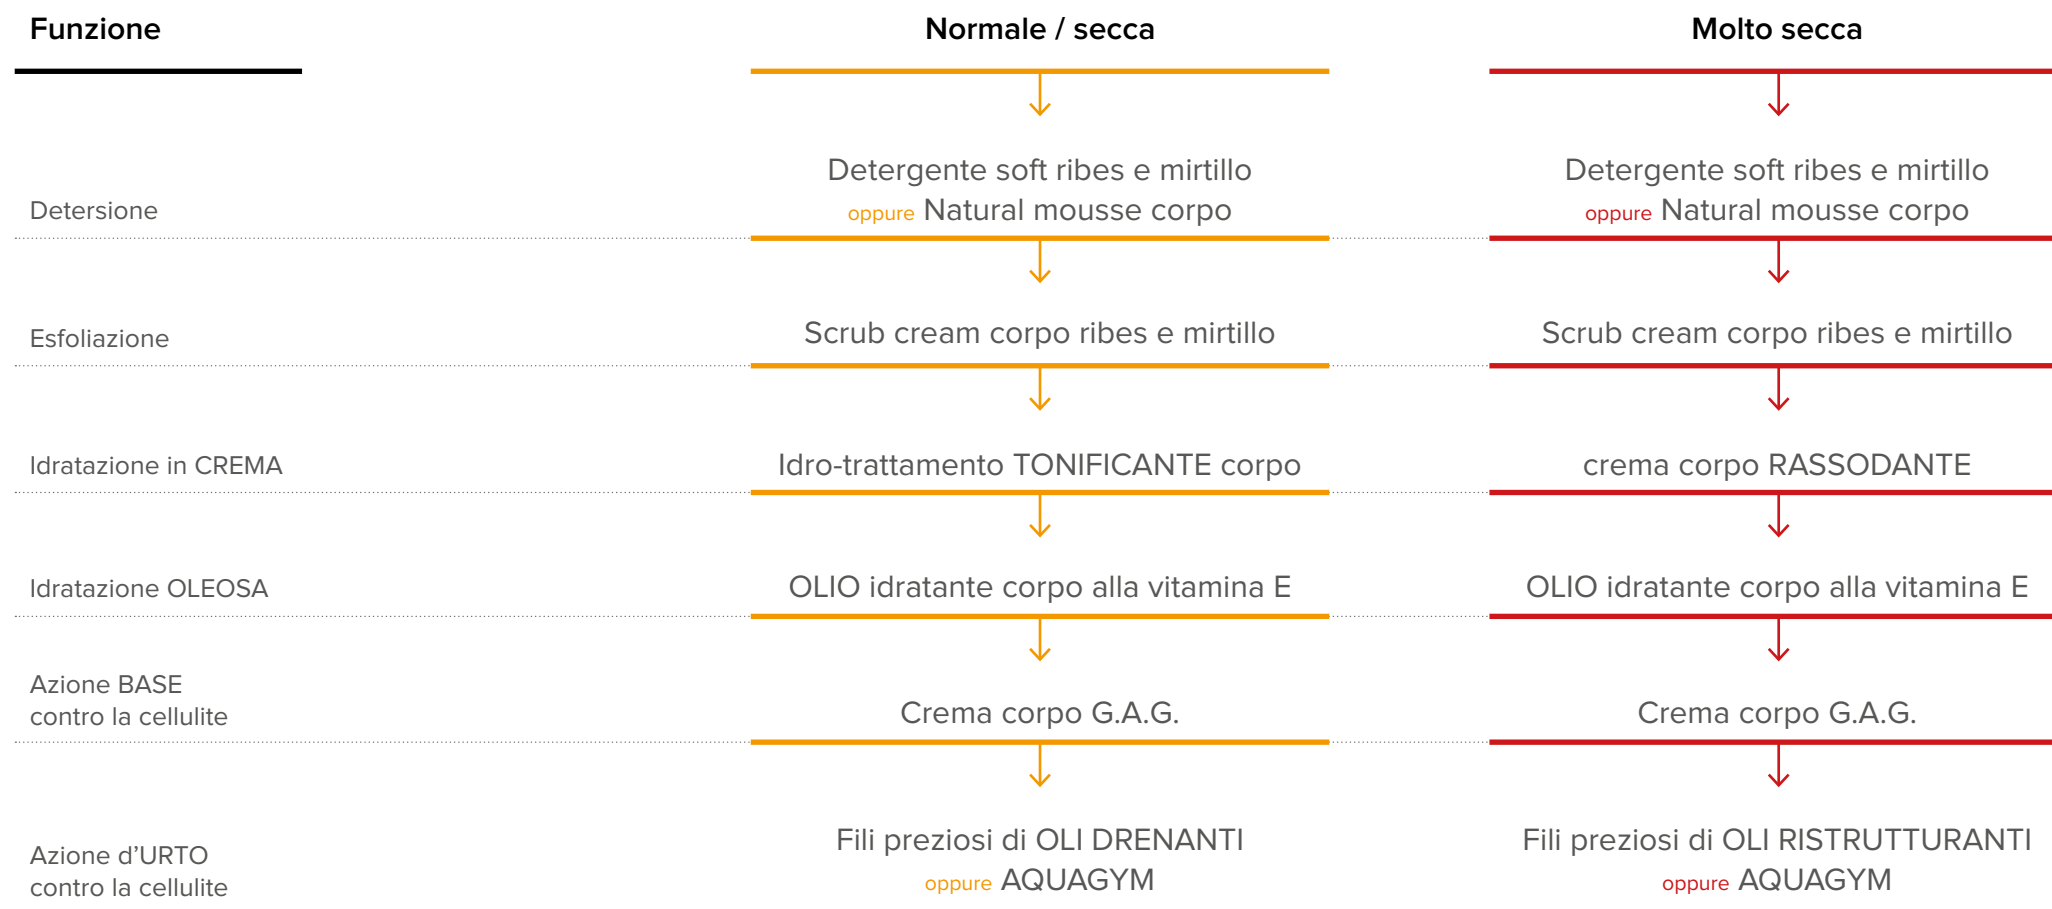 Funzione
Normale / secca
Molto secca
Detersione
Detergente soft ribes e mirtillo
oppure Natural mousse corpo
Detergente soft ribes e mirtillo
oppure Natural mousse corpo
Esfoliazione
Scrub cream corpo ribes e mirtillo
Scrub cream corpo ribes e mirtillo
Idratazione in CREMA
Idro-trattamento TONIFICANTE corpo
crema corpo RASSODANTE
Idratazione OLEOSA
OLIO idratante corpo alla vitamina E
OLIO idratante corpo alla vitamina E
Azione BASE
contro la cellulite
Crema corpo G.A.G.
Crema corpo G.A.G.
Azione d’URTO
contro la cellulite
Fili preziosi di OLI DRENANTI
oppure AQUAGYM
Fili preziosi di OLI RISTRUTTURANTI
oppure AQUAGYM